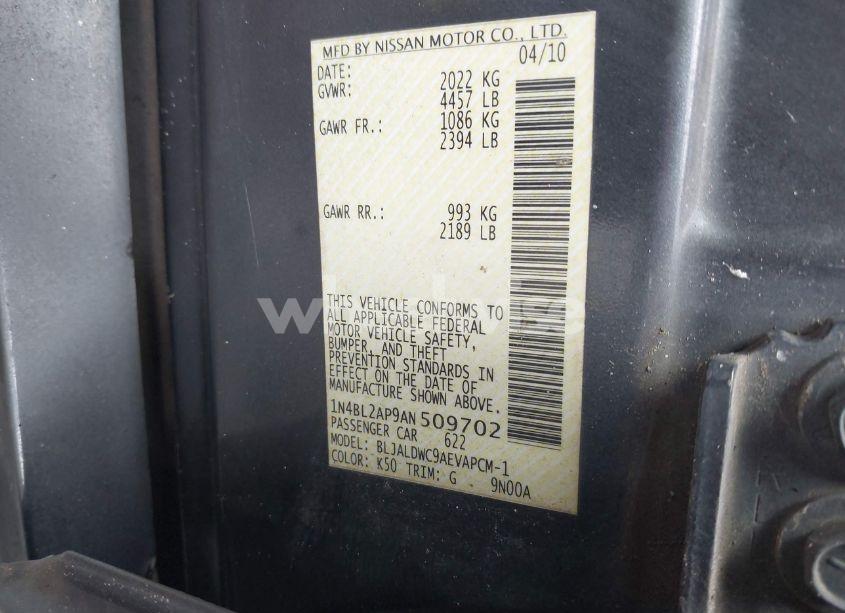 MFD BY NISSAN MOTOR CO., LTD.
DATE: 04/10
GVWR: 2022 KG
4457 LB
GAWR FR.: 1086 KG
2394 LB
GAWR RR.: 993 KG
2189 LB
THIS VEHICLE CONFORMS TO
ALL APPLICABLE FEDERAL
MOTOR VEHICLE SAFETY,
BUMPER, AND THEFT
PREVENTION STANDARDS IN
EFFECT ON THE DATE OF
MANUFACTURE SHOWN ABOVE.
1N4BL2AP9AN 509702
PASSENGER CAR 622
MODEL: BLJALDWC9AEVAPCM-1
COLOR: K50 TRIM: G 9N00A